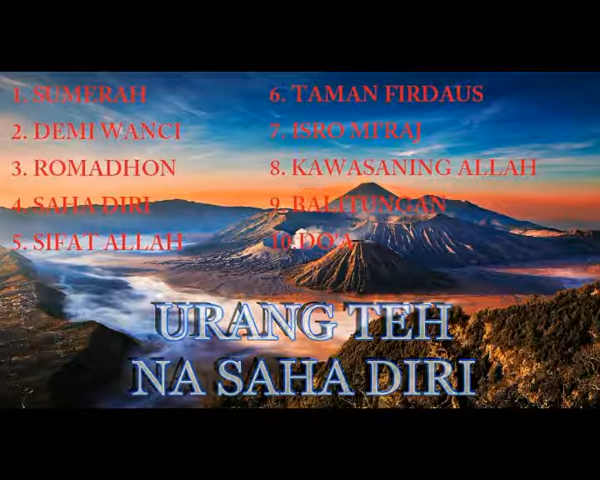 1. SUMERAH
2. DEMI WANCI
3. ROMADHON
4. SAHA DIRI
5. SIFAT ALLAH
6. TAMAN FIRDAUS
7. ISRO MI'RAJ
8. KAWASANING ALLAH
9. BALITUNGAN
10. DO'A
URANG TEH
NA SAHA DIRI